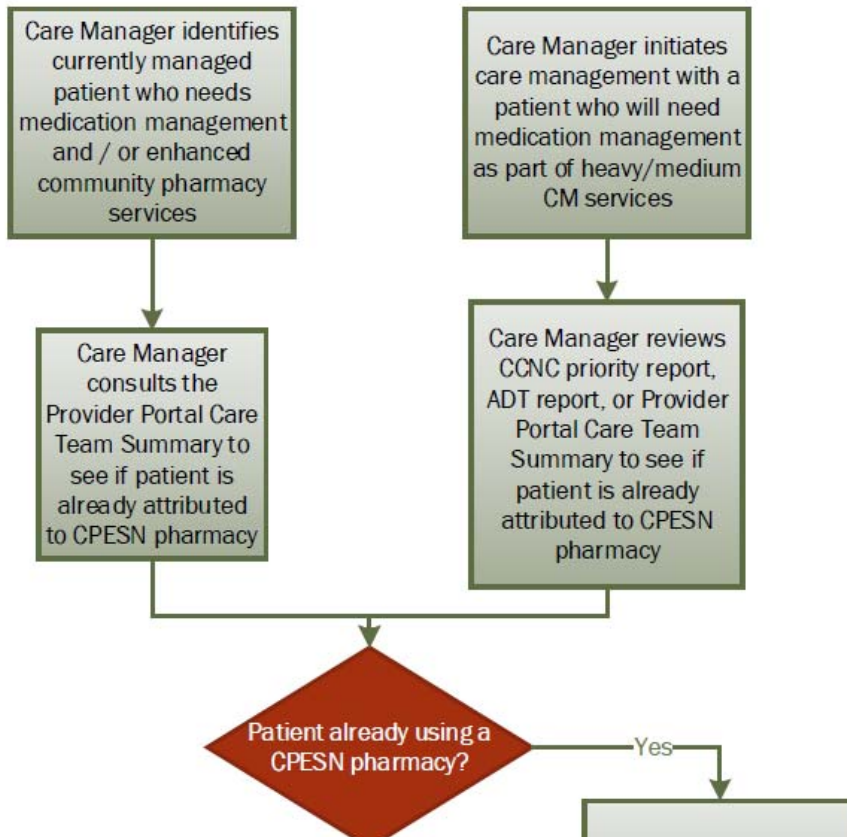 Care Manager identifies
currently managed
patient who needs
medication management
and / or enhanced
community pharmacy
services
Care Manager initiates
care management with a
patient who will need
medication management
as part of heavy/medium
CM services
Care Manager
consults the
Provider Portal Care
Team Summary to
see if patient is
already attributed
to CPESN pharmacy
Care Manager reviews
CCNC priority report,
ADT report, or Provider
Portal Care Team
Summary to see if
patient is already
attributed to CPESN
pharmacy
Patient already using a
CPESN pharmacy?
Yes